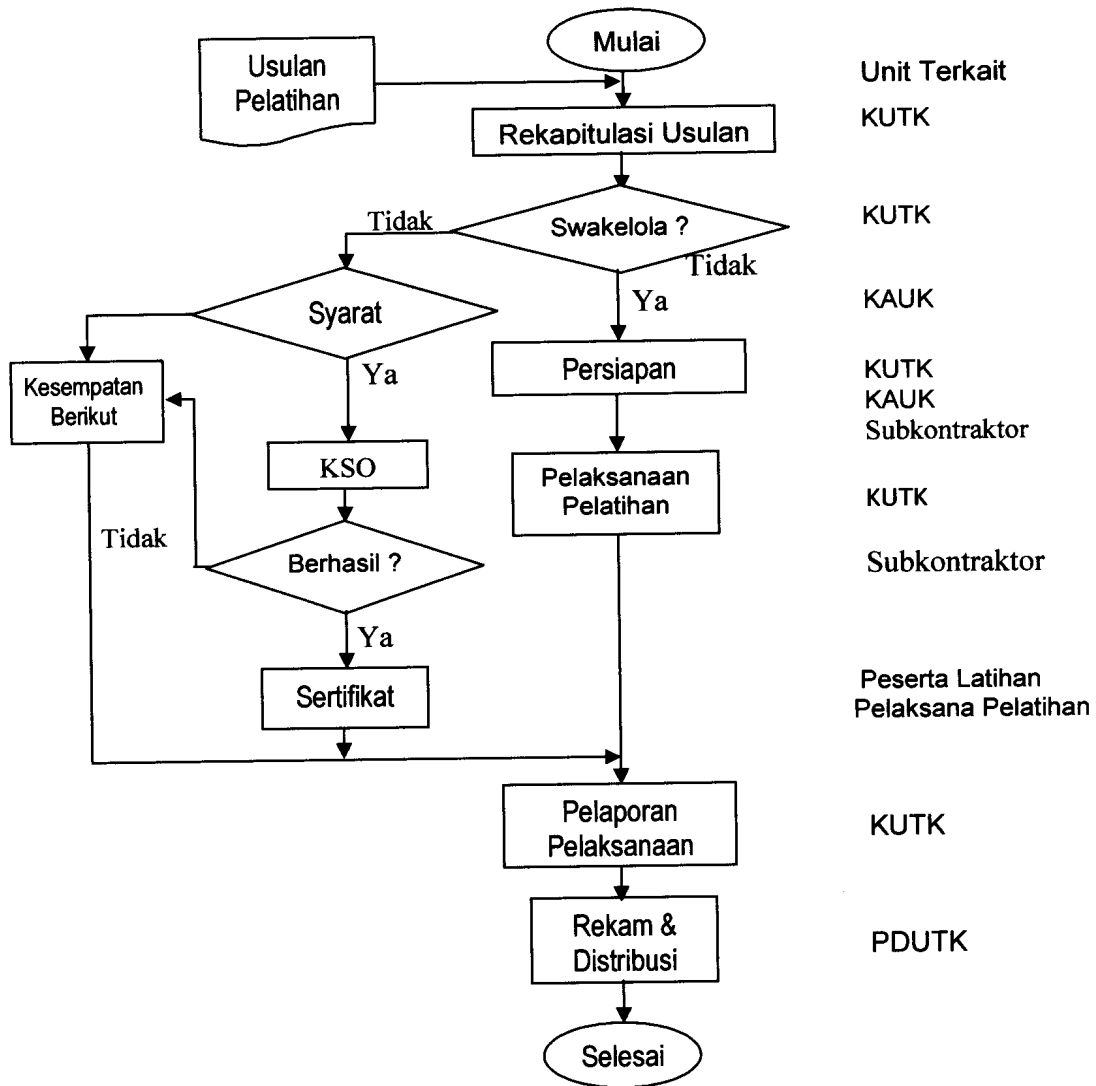 Mulai
Usulan
Pelatihan
Unit Terkait
Rekapitulasi Usulan
KUTK
Tidak
Swakelola ?
KUTK
Tidak
Syarat
Ya
KAUK
Ya
Persiapan
KUTK
KAUK
Subkontraktor
Kesempatan
Berikut
KSO
Pelaksanaan
Pelatihan
KUTK
Tidak
Berhasil ?
Subkontraktor
Ya
Sertifikat
Peserta Latihan
Pelaksana Pelatihan
Pelaporan
Pelaksanaan
KUTK
Rekam &
Distribusi
PDUTK
Selesai